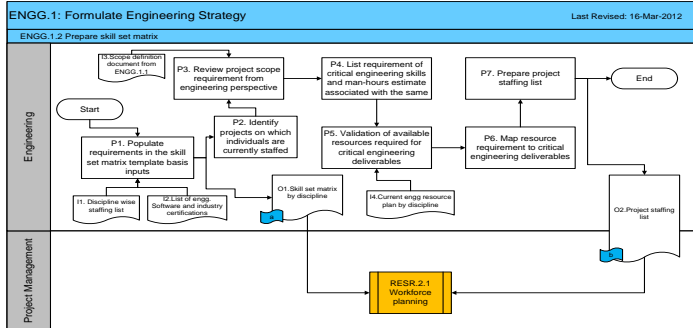 ENGG.1: Formulate Engineering Strategy
Last Revised: 16-Mar-2012
ENGG.1.2 Prepare skill set matrix
Engineering
I3.Scope definition
document from
ENGG.1.1
P3. Review project scope
requirement from
engineering perspective
P4. List requirement of
critical engineering skills
and man-hours estimate
associated with the same
P7. Prepare project
staffing list
End
Start
P2. Identify
projects on which
individuals are
currently staffed
P1. Populate
requirements in the skill
set matrix template basis
inputs
P5. Validation of available
resources required for
critical engineering
deliverables
P6. Map resource
requirement to critical
engineering deliverables
I1. Discipline wise
staffing list
I2.List of engg.
Software and industry
certifications
O1.Skill set matrix
by discipline
a
I4.Current engg resource
plan by discipline
O2.Project staffing
list
b
Project Management
RESR.2.1
Workforce
planning